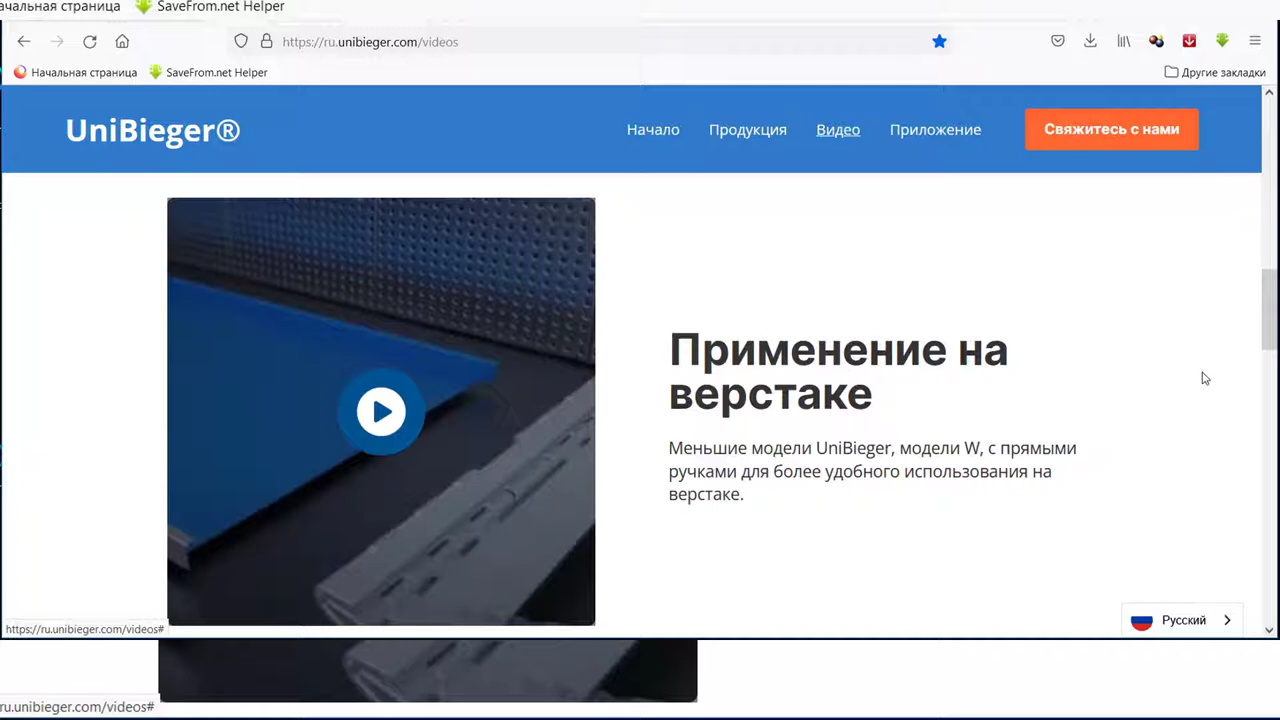 ачальная страница SaveFrom.net Helper
https://ru.unibieger.com/videos
Начальная страница SaveFrom.net Helper Другие закладки
UniBieger® Начало Продукция Видео Приложение Свяжитесь с нами
Применение на
верстаке
Меньшие модели UniBieger, модели W, с прямыми
ручками для более удобного использования на
верстаке.
Русский
https://ru.unibieger.com/videos#
ru.unibieger.com/videos#